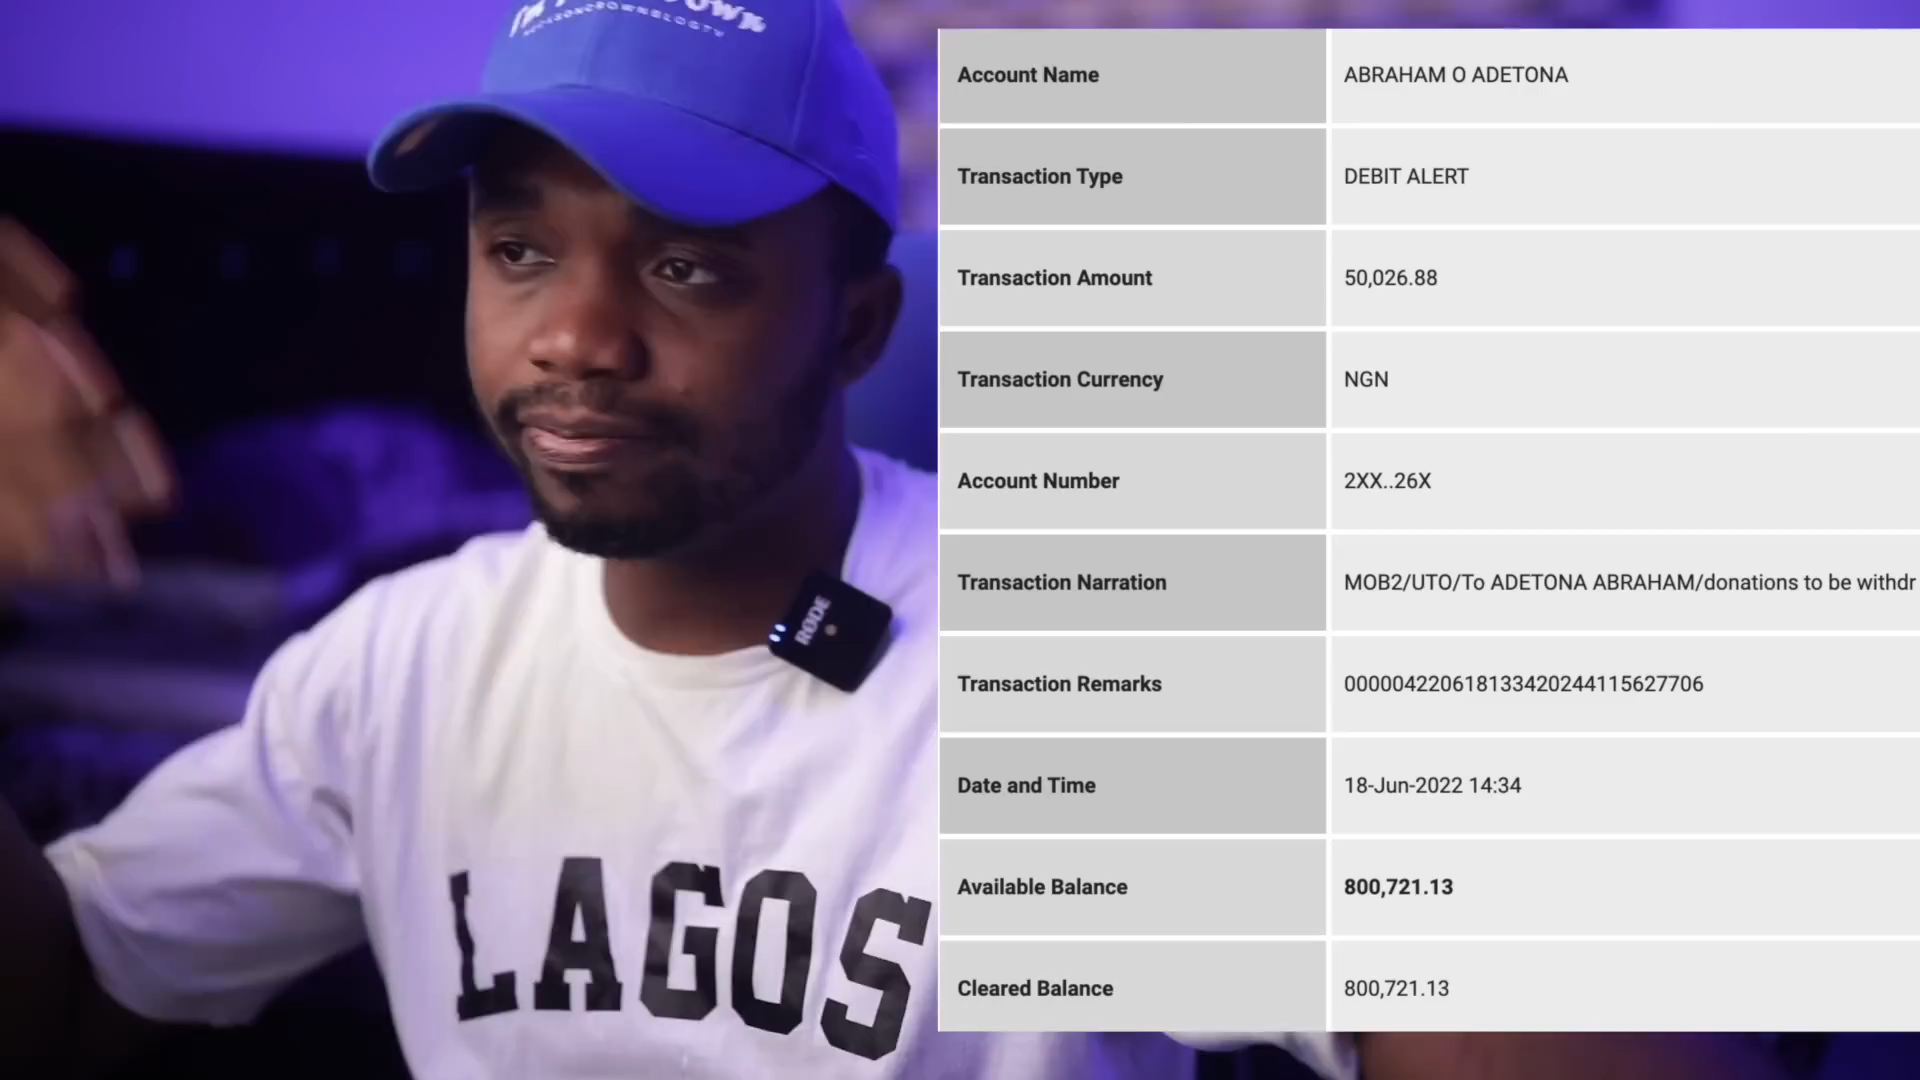 I'M
RODE
LAGOS
Account Name ABRAHAM O ADETONA
Transaction Type DEBIT ALERT
Transaction Amount 50,026.88
Transaction Currency NGN
Account Number 2XX..26X
Transaction Narration MOB2/UTO/To ADETONA ABRAHAM/donations to be withdr
Transaction Remarks 000004220618133420244115627706
Date and Time 18-Jun-2022 14:34
Available Balance 800,721.13
Cleared Balance 800,721.13